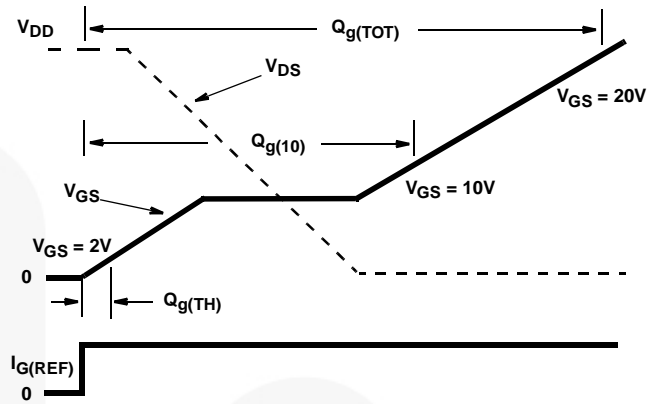 V_DD
Q_g(TOT)
V_DS
V_GS = 20V
Q_g(10)
V_GS
V_GS = 10V
V_GS = 2V
0
Q_g(TH)
I_G(REF)
0